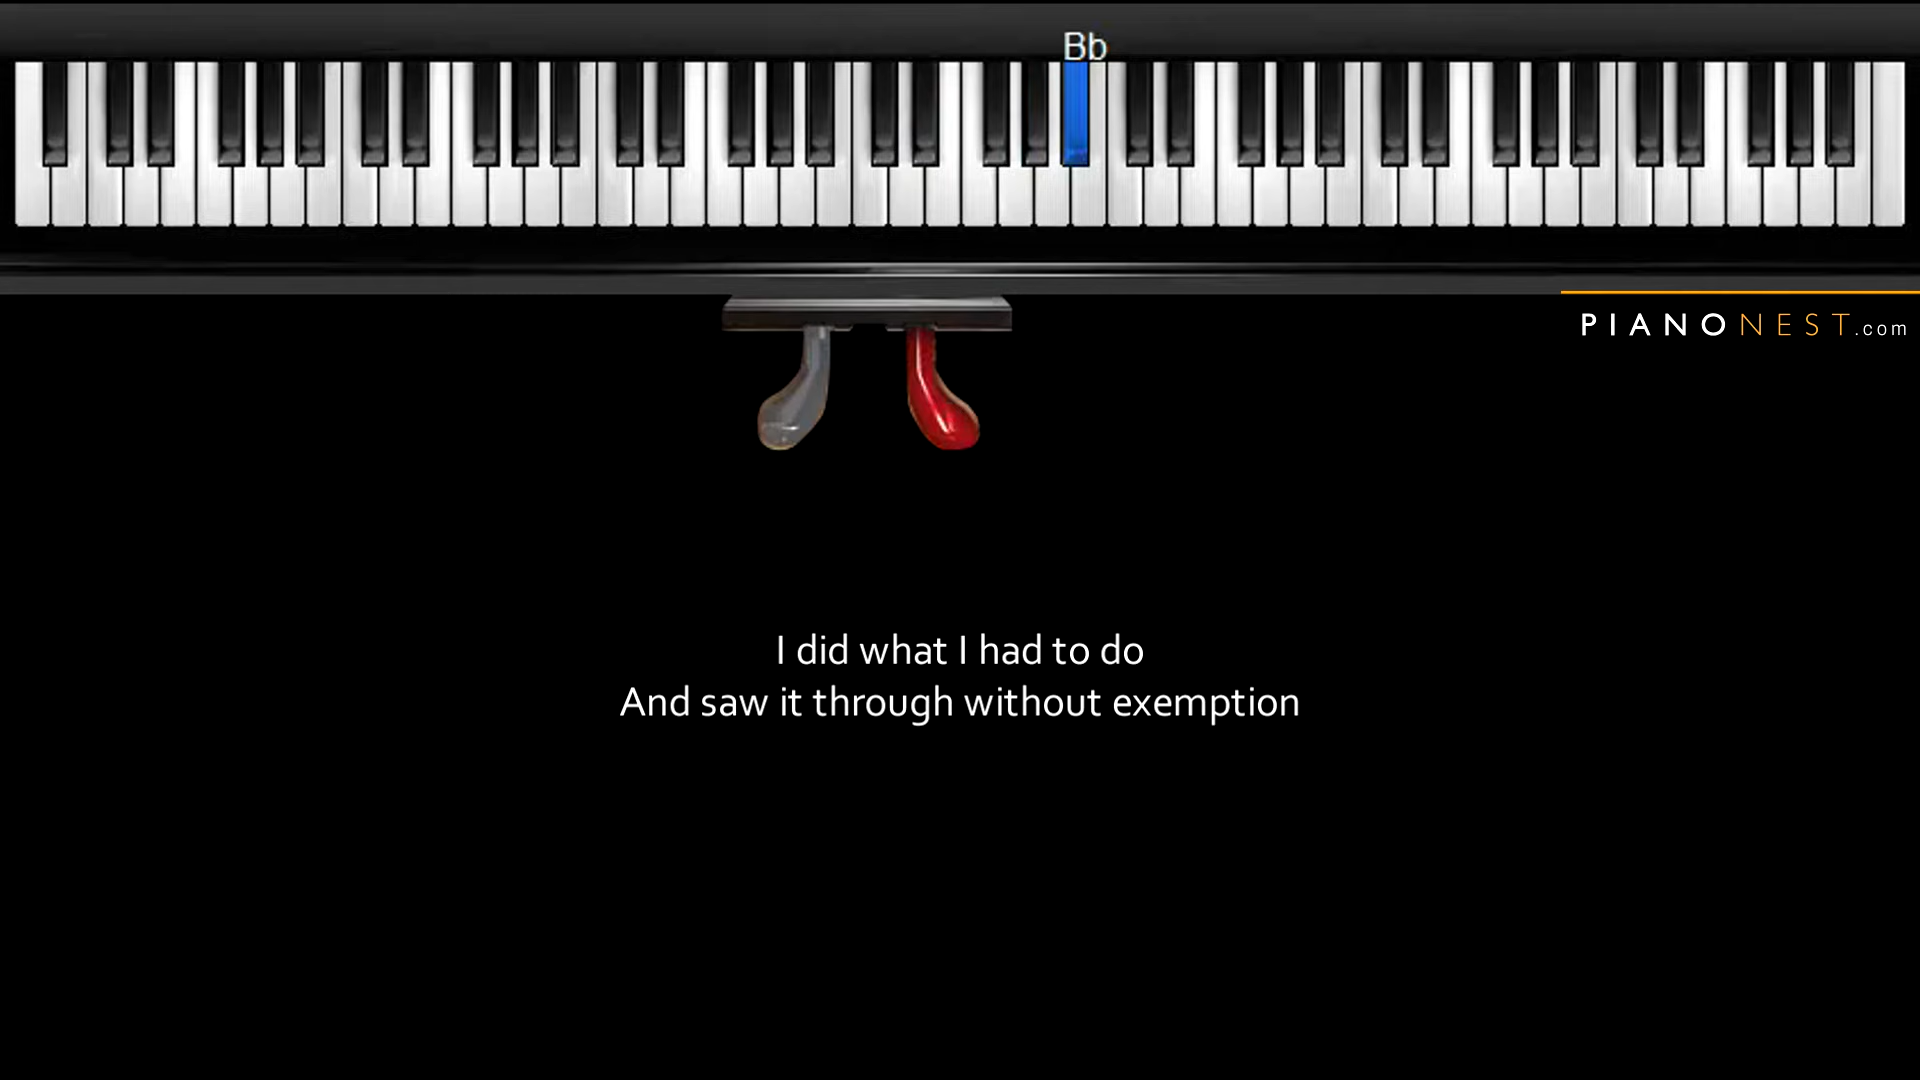 Bb
PIANONEST.com
I did what I had to do
And saw it through without exemption